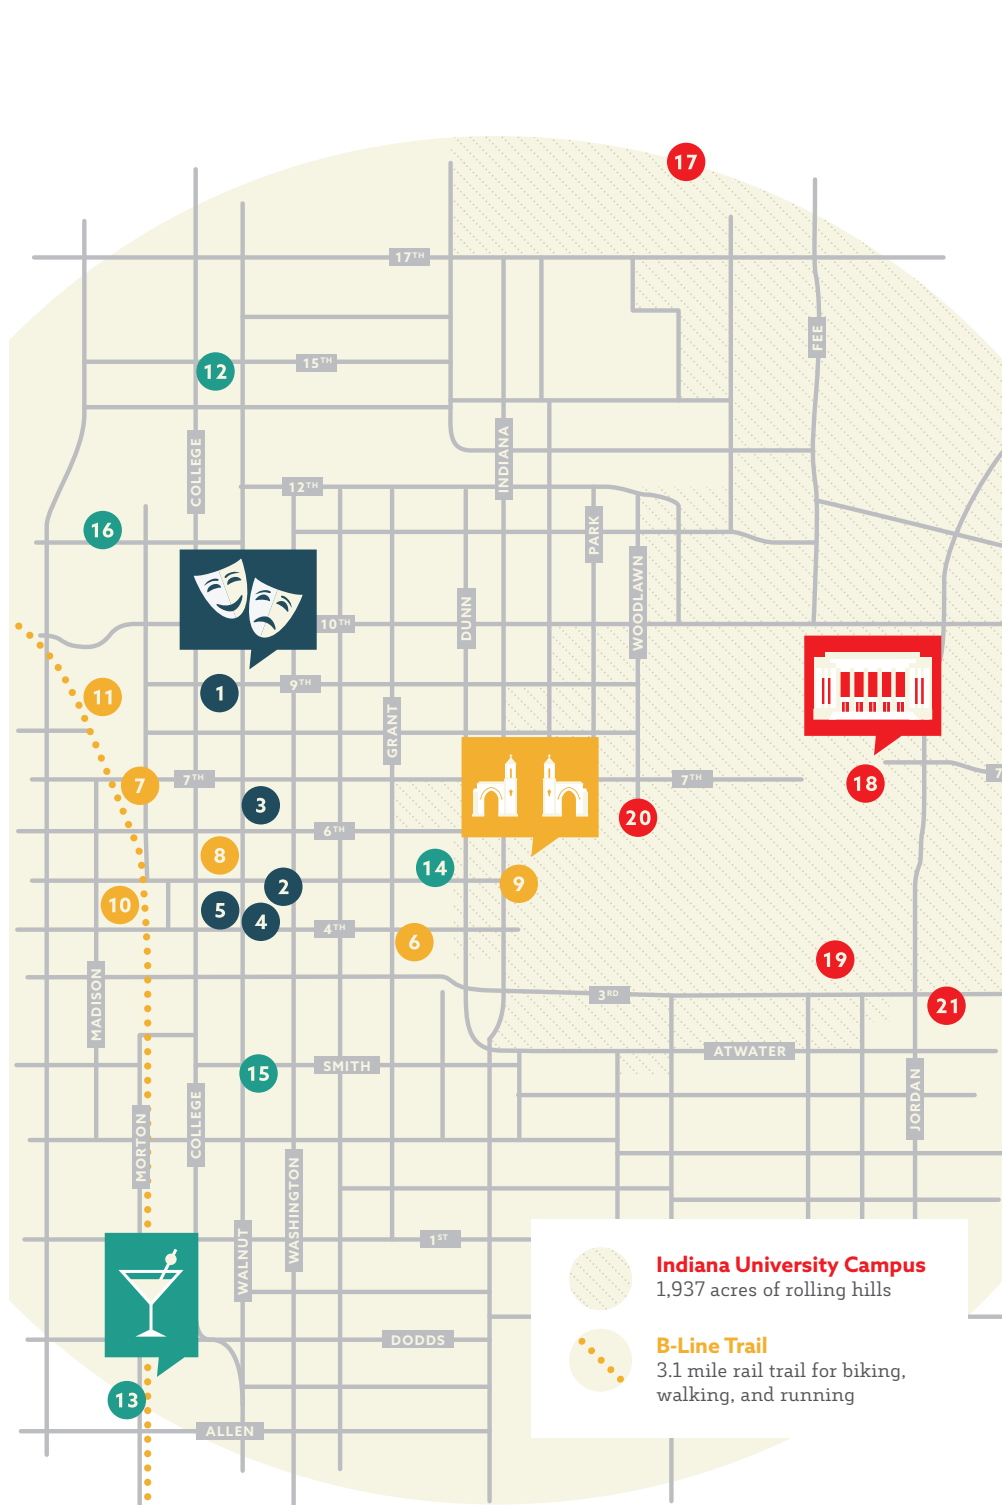 17
17TH
FEE
12
15TH
COLLEGE
INDIANA
12TH
16
PARK
WOODLAWN
DUNN
10TH
9TH
1
11
GRANT
7TH
7
7TH
18
7
3
20
6TH
8
14
9
2
10
5
4
4TH
6
19
MADISON
3RD
21
ATWATER
SMITH
15
JORDAN
COLLEGE
MORTON
WASHINGTON
WALNUT
1ST
Indiana University Campus
1,937 acres of rolling hills
DODDS
B-Line Trail
3.1 mile rail trail for biking,
walking, and running
13
ALLEN